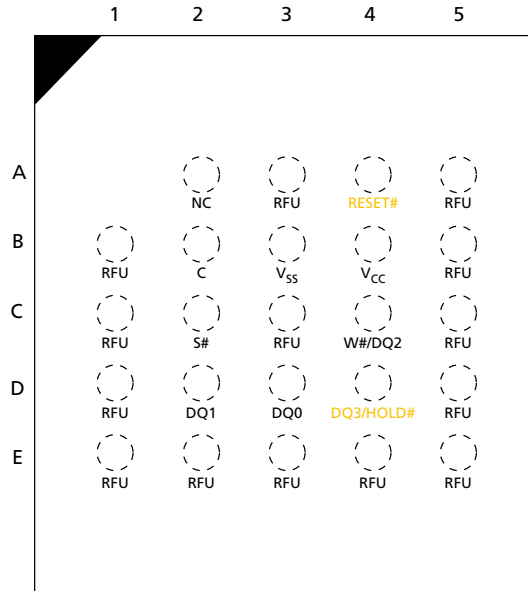 1 2 3 4 5
A
NC RFU RESET# RFU
B
RFU C VSS VCC RFU
C
RFU S# RFU W#/DQ2 RFU
D
RFU DQ1 DQ0 DQ3/HOLD# RFU
E
RFU RFU RFU RFU RFU